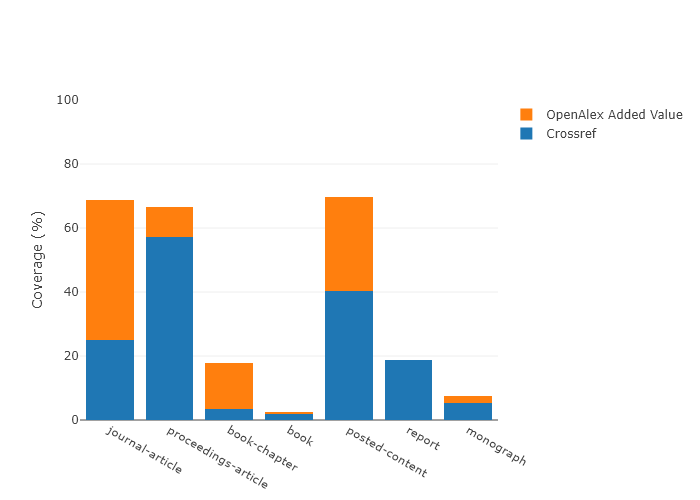 100
80
60
40
20
0
Coverage (%)
journal-article
proceedings-article
book-chapter
book
posted-content
report
monograph
OpenAlex Added Value
Crossref